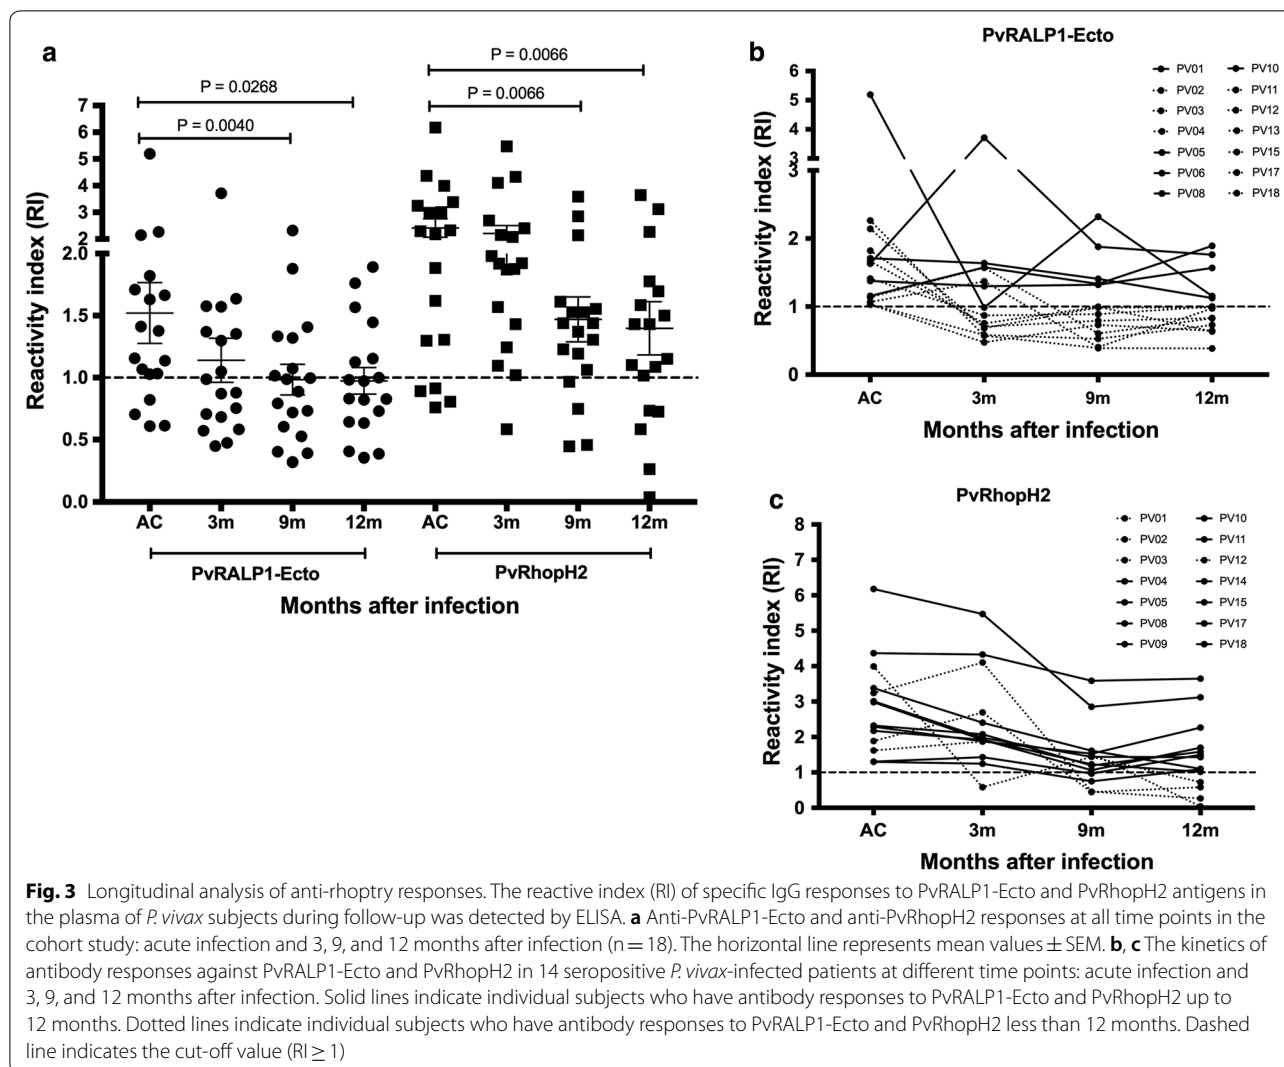 a
P = 0.0066
P = 0.0066
P = 0.0268
P = 0.0040
Reactivity index (RI)
7
6
5
4
3
2
2.0
1.5
1.0
0.5
0.0
AC 3m 9m 12m AC 3m 9m 12m
PvRALP1-Ecto PvRhopH2
Months after infection
b
PvRALP1-Ecto
PV01 PV10
PV02 PV11
PV03 PV12
PV04 PV13
PV05 PV15
PV06 PV17
PV08 PV18
Reactivity index (RI)
6
5
4
3
3
2
1
0
AC 3m 9m 12m
Months after infection
c
PvRhopH2
PV01 PV10
PV02 PV11
PV03 PV12
PV04 PV14
PV05 PV15
PV08 PV17
PV09 PV18
Reactivity index (RI)
8
7
6
5
4
3
2
1
0
AC 3m 9m 12m
Months after infection
Fig. 3 Longitudinal analysis of anti-rhoptry responses. The reactive index (RI) of specific IgG responses to PvRALP1-Ecto and PvRhopH2 antigens in
the plasma of P. vivax subjects during follow-up was detected by ELISA. a Anti-PvRALP1-Ecto and anti-PvRhopH2 responses at all time points in the
cohort study: acute infection and 3, 9, and 12 months after infection (n = 18). The horizontal line represents mean values ± SEM. b, c The kinetics of
antibody responses against PvRALP1-Ecto and PvRhopH2 in 14 seropositive P. vivax-infected patients at different time points: acute infection and
3, 9, and 12 months after infection. Solid lines indicate individual subjects who have antibody responses to PvRALP1-Ecto and PvRhopH2 up to
12 months. Dotted lines indicate individual subjects who have antibody responses to PvRALP1-Ecto and PvRhopH2 less than 12 months. Dashed
line indicates the cut-off value (RI ≥ 1)